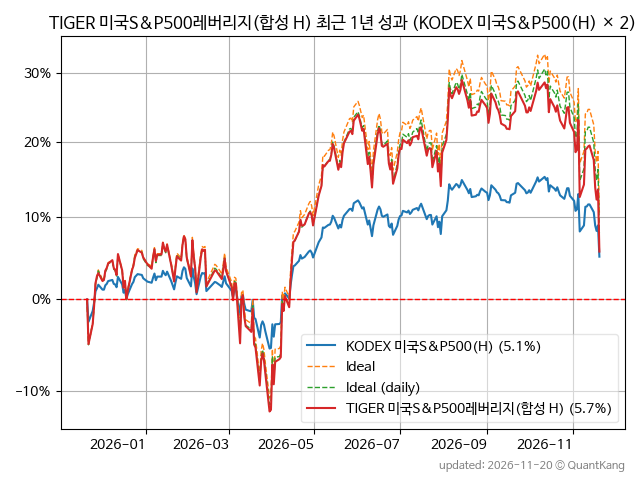 TIGER 미국S&P500레버리지(합성 H) 최근 1년 성과 (KODEX 미국S&P500(H) × 2)
30%
20%
10%
0%
−10%
KODEX 미국S&P500(H) (5.1%)
Ideal
Ideal (daily)
TIGER 미국S&P500레버리지(합성 H) (5.7%)
2026-01
2026-03
2026-05
2026-07
2026-09
2026-11
updated: 2026-11-20 © QuantKang